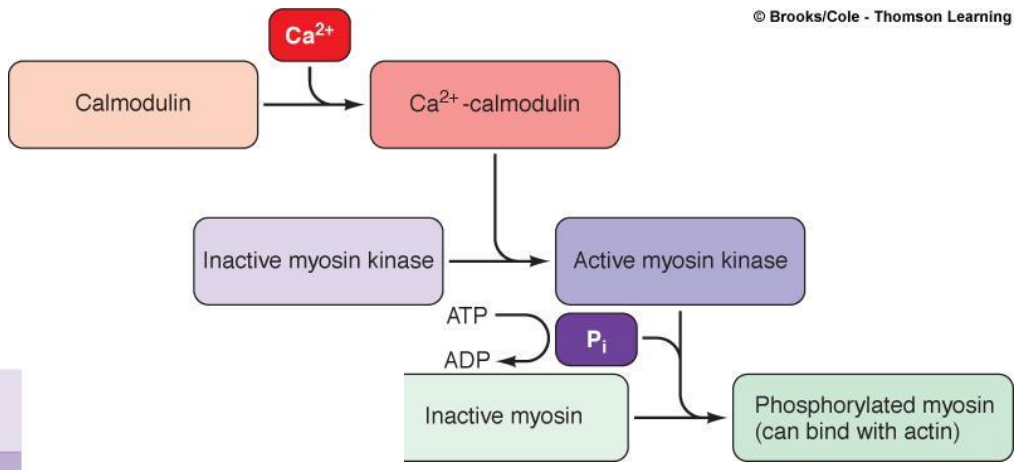 © Brooks/Cole - Thomson Learning
Ca²⁺
Calmodulin
Ca²⁺-calmodulin
Inactive myosin kinase
Active myosin kinase
ATP
Pᵢ
ADP
Inactive myosin
Phosphorylated myosin
(can bind with actin)